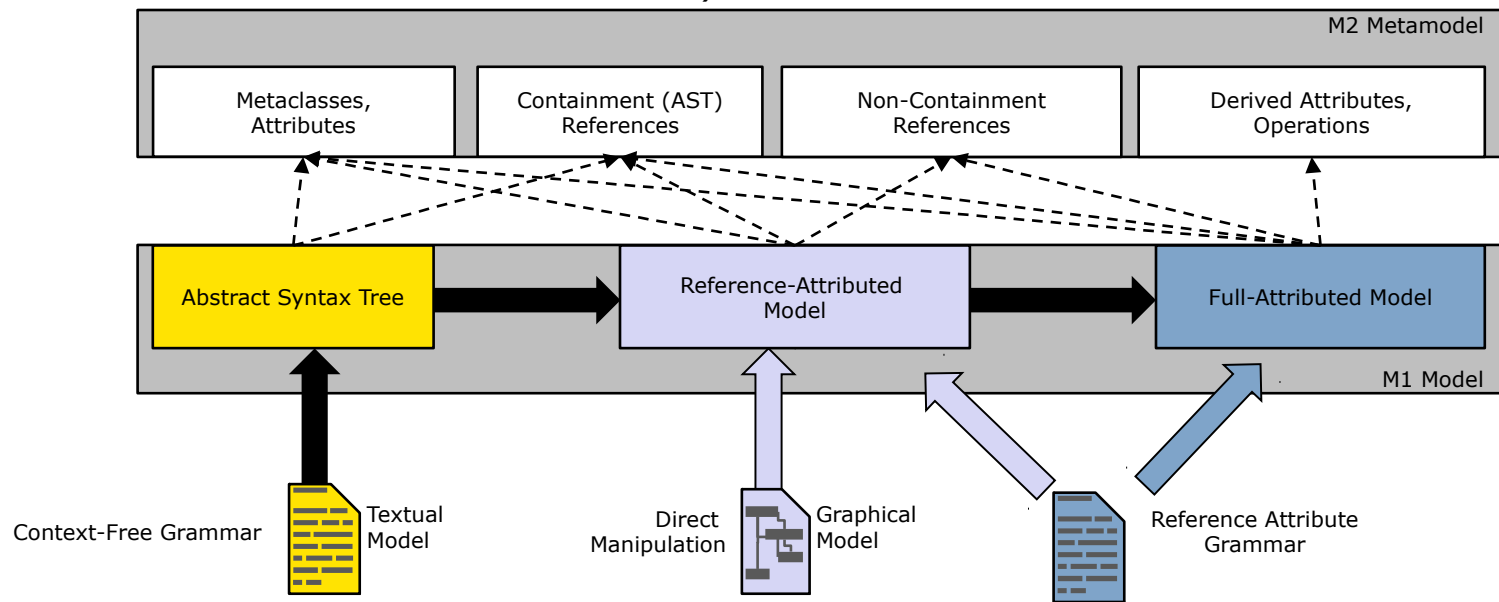 M2 Metamodel
Metaclasses,
Attributes
Containment (AST)
References
Non-Containment
References
Derived Attributes,
Operations
Abstract Syntax Tree
Reference-Attributed
Model
Full-Attributed Model
M1 Model
Context-Free Grammar
Textual
Model
Direct
Manipulation
Graphical
Model
Reference Attribute
Grammar